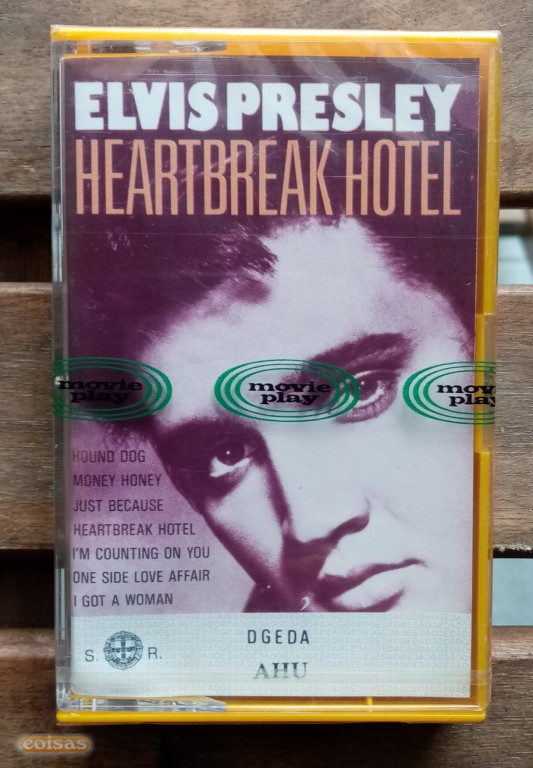 ELVIS PRESLEY
HEARTBREAK HOTEL
movie play
movie play
mov play
HOUND DOG
MONEY HONEY
JUST BECAUSE
HEARTBREAK HOTEL
I'M COUNTING ON YOU
ONE SIDE LOVE AFFAIR
I GOT A WOMAN
DGEDA
S. R.
AHU
coisas